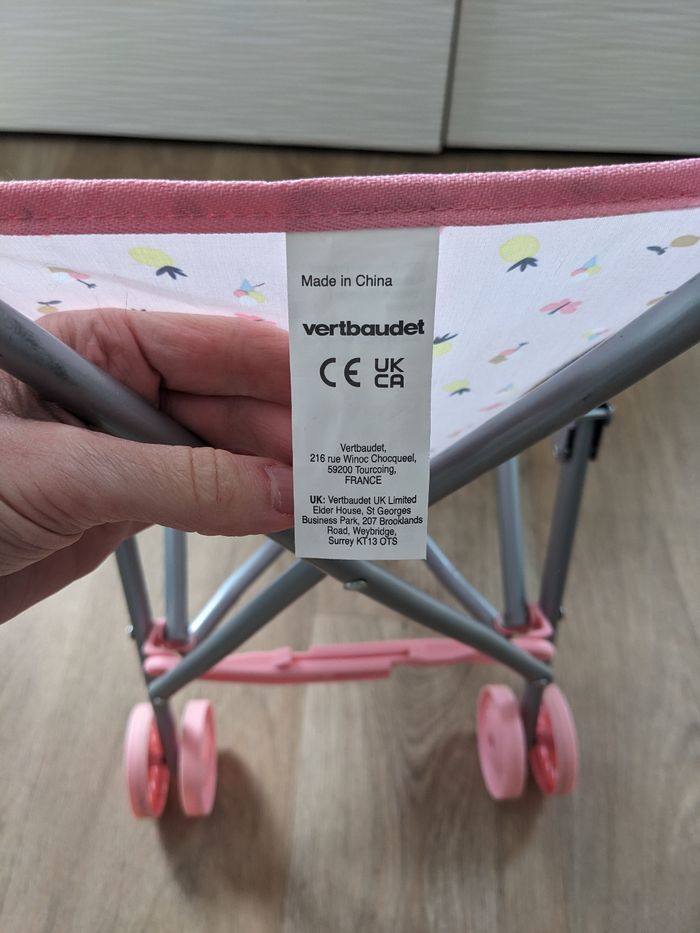 Made in China
vertbaudet
CE UK
CA
Vertbaudet,
216 rue Winoc Chocqueel,
59200 Tourcoing,
FRANCE
UK: Vertbaudet UK Limited
Elder House, St Georges
Business Park, 207 Brooklands
Road, Weybridge,
Surrey KT13 OTS